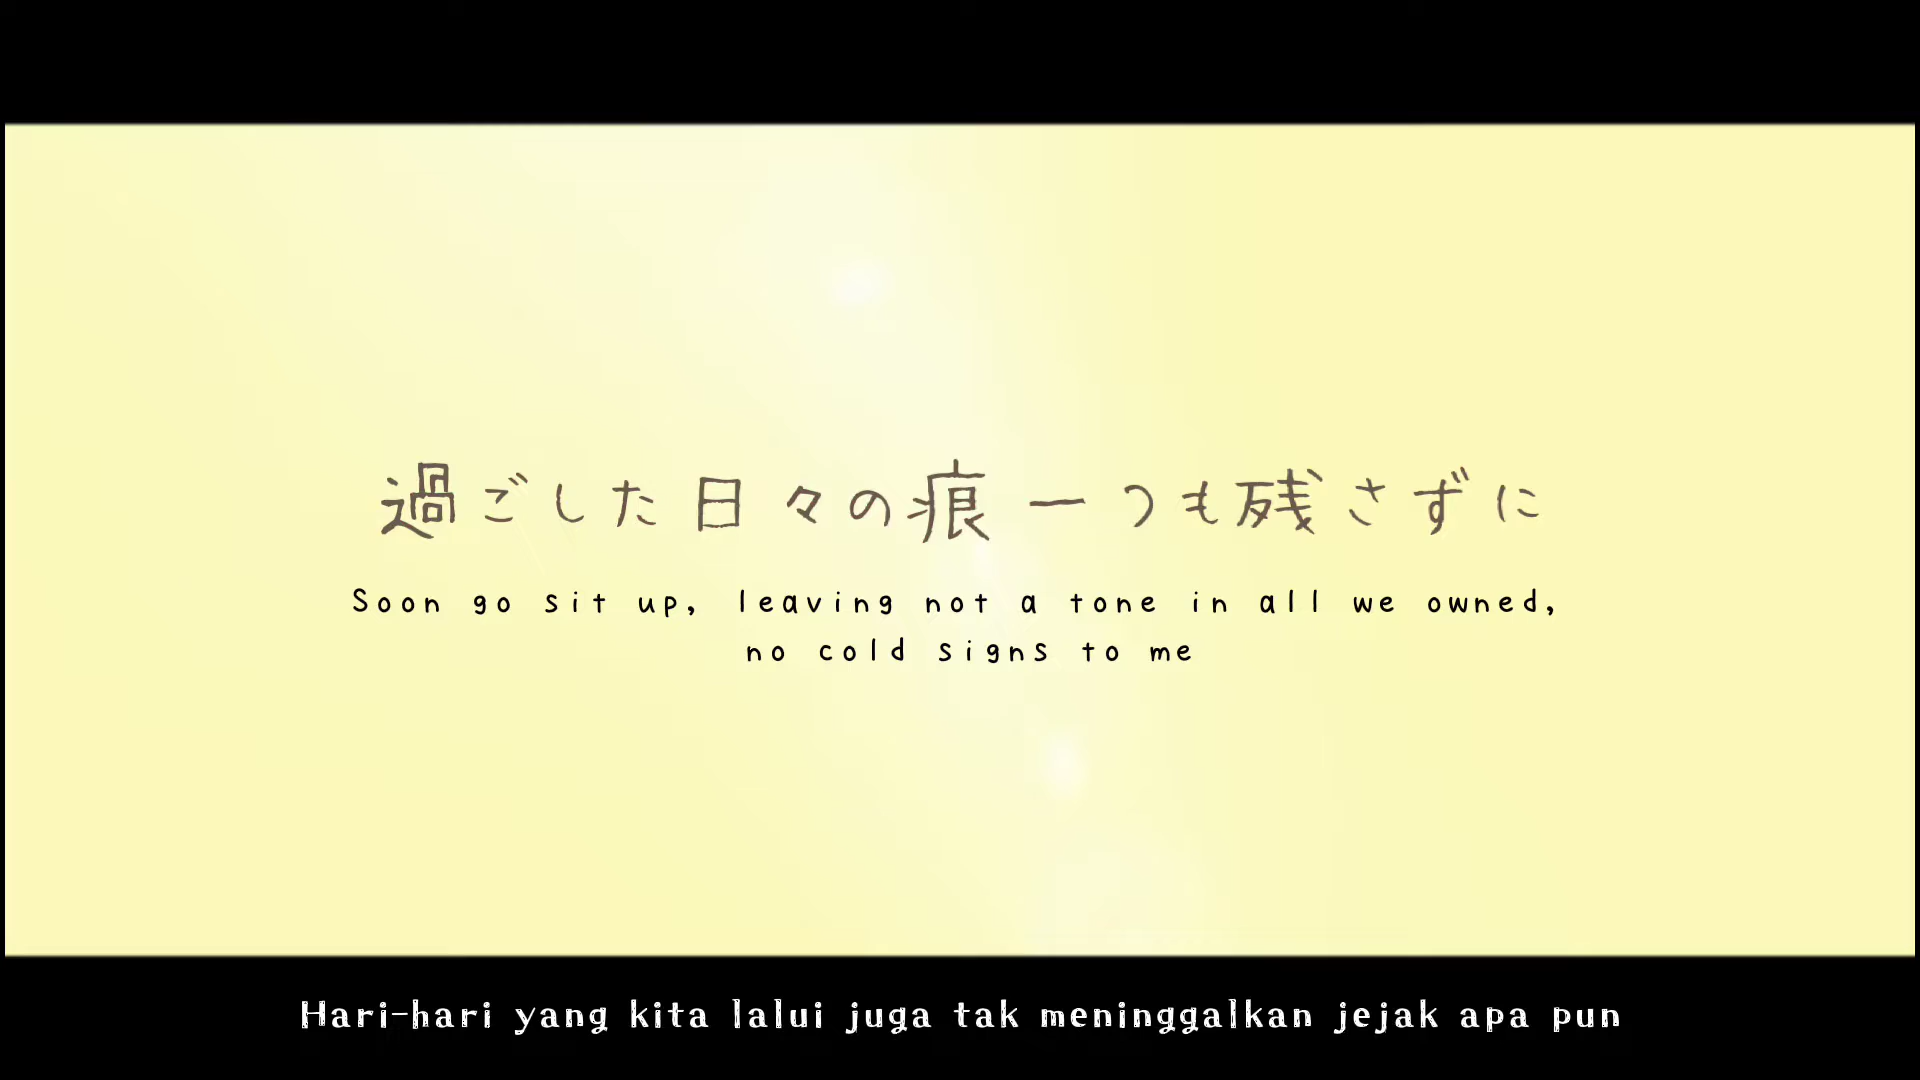 過ごした日々の痕一つも残さずに
Soon go sit up, leaving not a tone in all we owned,
no cold signs to me
Hari-hari yang kita lalui juga tak meninggalkan jejak apa pun